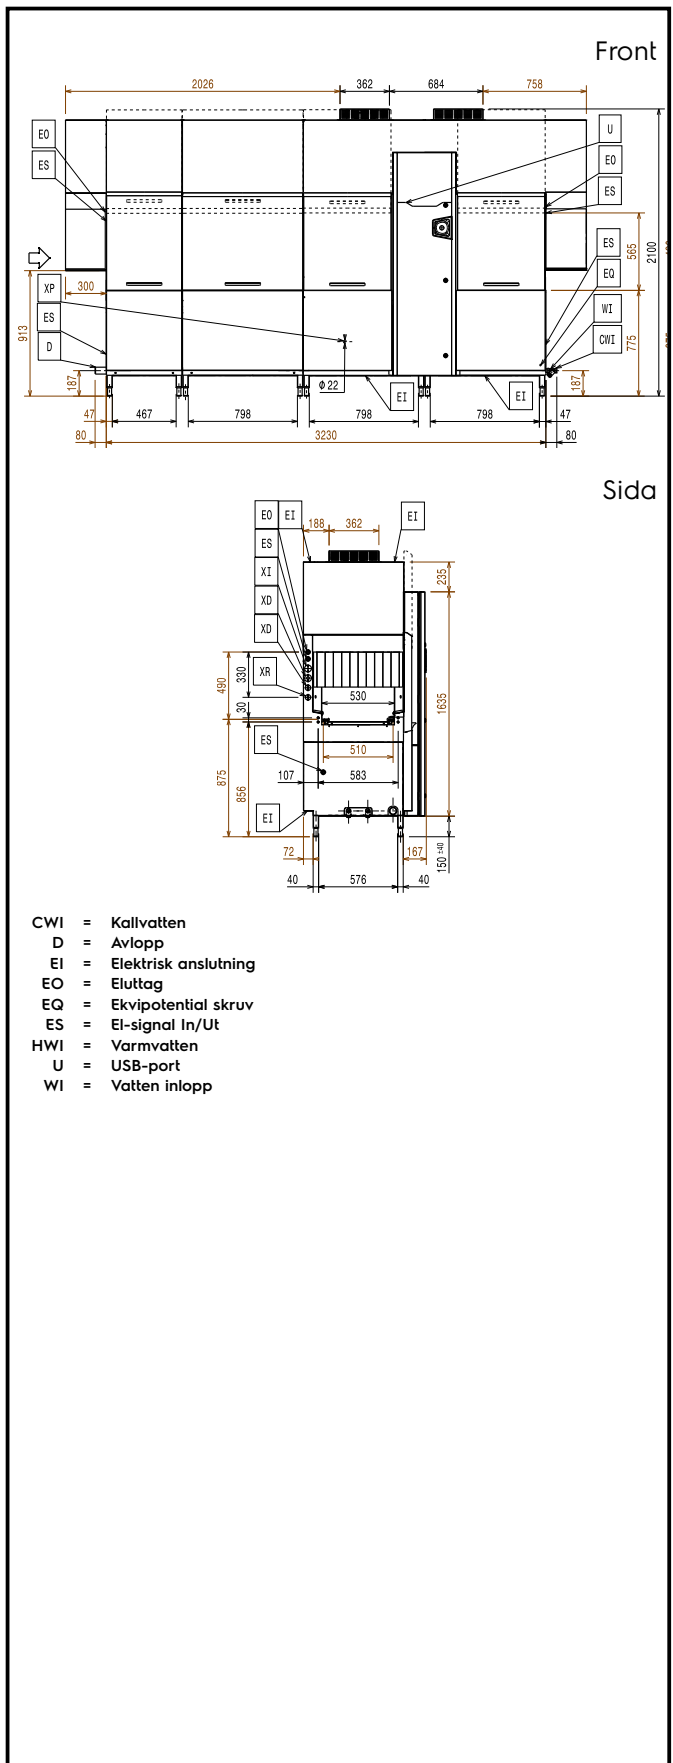 Front
2026 362 684 758
EO
ES
U
EO
ES
ES
EQ
WI
CWI
XP
ES
D
300
913
187
565
2100
775
187
Φ 22
EI
EI
47 467 798 798 798 47
80 3230 80
Sida
EO EI
EI
ES
XI
XD
XD
XR
ES
EI
188 362
235
490
330
30
530
1635
510
875
856
107 583
72 167
150 ±40
40 576 40
CWI = Kallvatten
D = Avlopp
EI = Elektrisk anslutning
EO = Eluttag
EQ = Ekvipotential skruv
ES = El-signal In/Ut
HWI = Varmvatten
U = USB-port
WI = Vatten inlopp